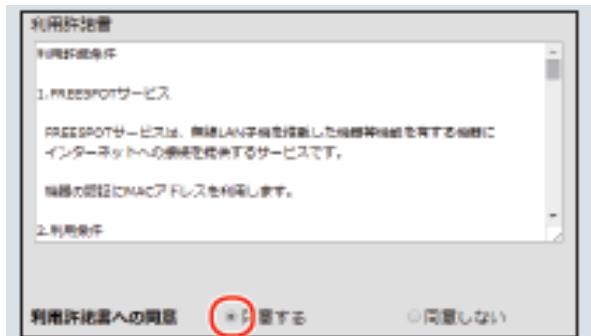 利用許諾書
利用許諾条件
1.FREESPOTサービス
FREESPOTサービスは、無線LAN子機を搭載した機器等機能を有する機器に
インターネットへの接続を提供するサービスです。
機器の認証にMACアドレスを利用します。
2.利用条件
利用許諾書への同意 同意する 同意しない